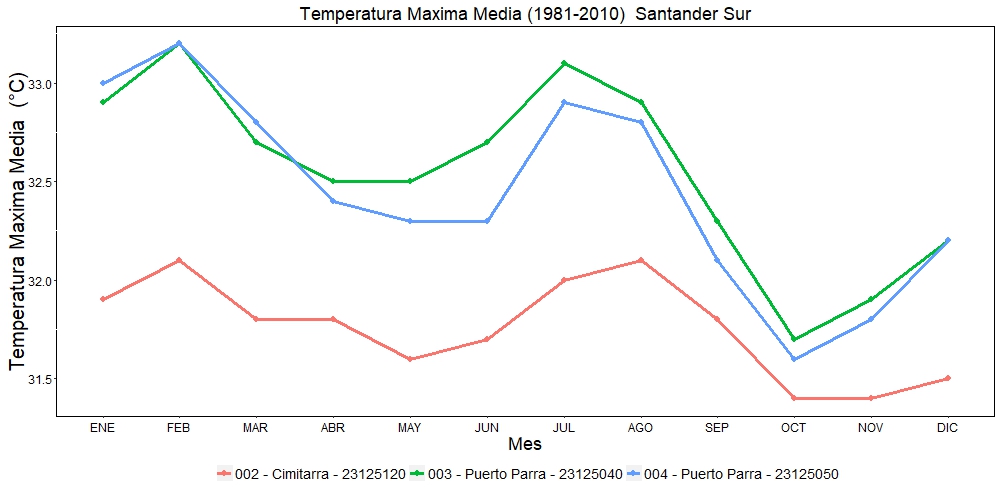 Temperatura Maxima Media (1981-2010)  Santander Sur
Temperatura Maxima Media  (°C)
33.0
32.5
32.0
31.5
ENE FEB MAR ABR MAY JUN JUL AGO SEP OCT NOV DIC
Mes
002 - Cimitarra - 23125120 003 - Puerto Parra - 23125040 004 - Puerto Parra - 23125050